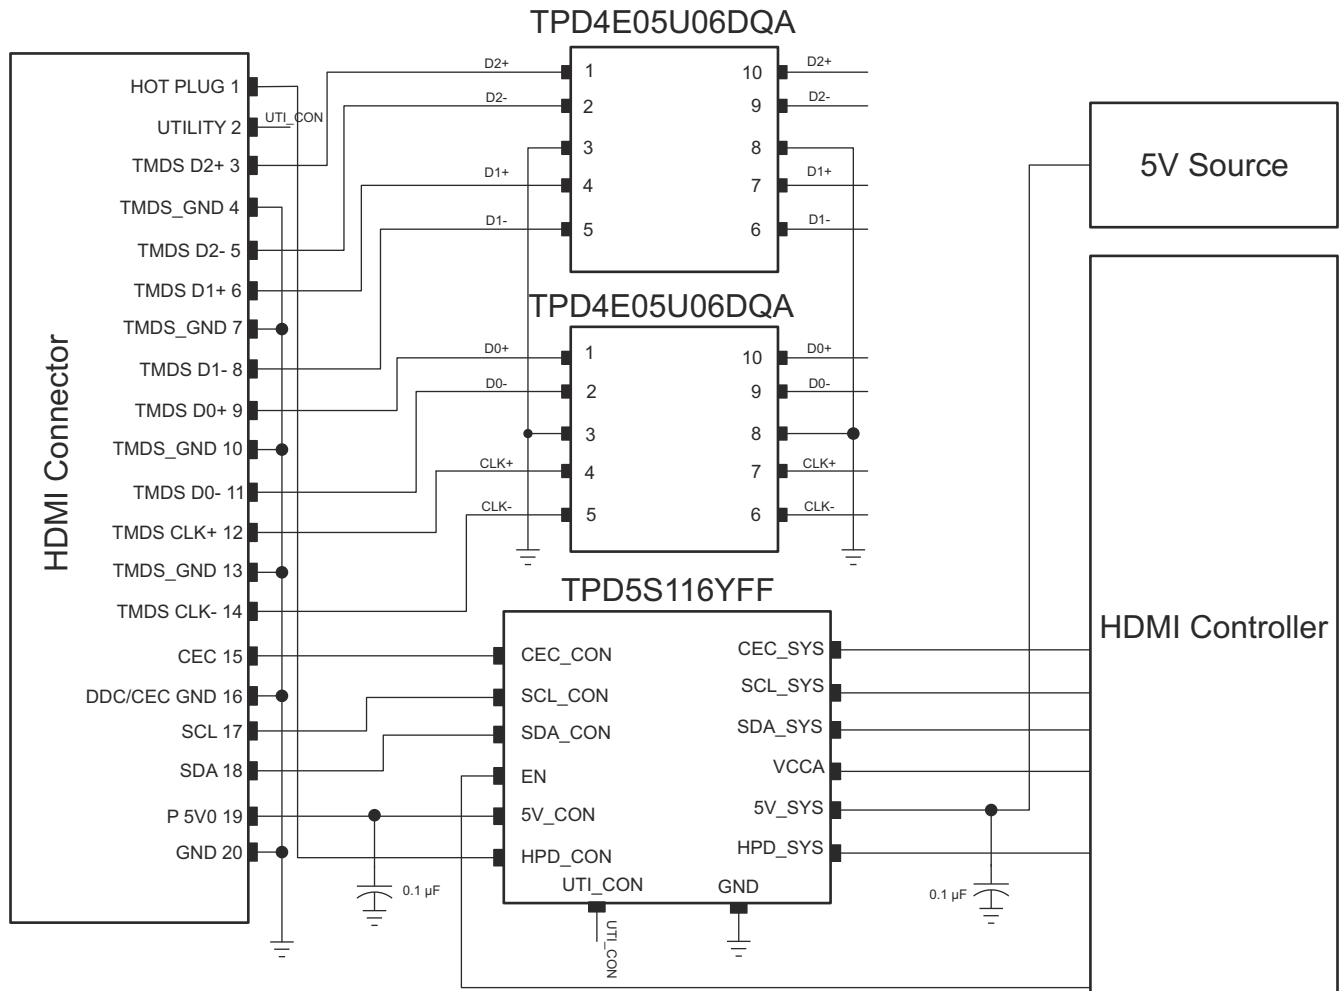 TPD4E05U06DQA
HDMI Connector
HOT PLUG 1
UTILITY 2
UTI_CON
TMDS D2+ 3
TMDS_GND 4
TMDS D2- 5
TMDS D1+ 6
TMDS_GND 7
TMDS D1- 8
TMDS D0+ 9
TMDS_GND 10
TMDS D0- 11
TMDS CLK+ 12
TMDS_GND 13
TMDS CLK- 14
CEC 15
DDC/CEC GND 16
SCL 17
SDA 18
P 5V0 19
GND 20
D2+ 1 10 D2+
D2- 2 9 D2-
3 8
D1+ 4 7 D1+
D1- 5 6 D1-
TPD4E05U06DQA
D0+ 1 10 D0+
D0- 2 9 D0-
3 8
CLK+ 4 7 CLK+
CLK- 5 6 CLK-
TPD5S116YFF
CEC_CON CEC_SYS
SCL_CON SCL_SYS
SDA_CON SDA_SYS
EN VCCA
5V_CON 5V_SYS
HPD_CON HPD_SYS
UTI_CON GND
UTI_CON
0.1 µF
0.1 µF
5V Source
HDMI Controller